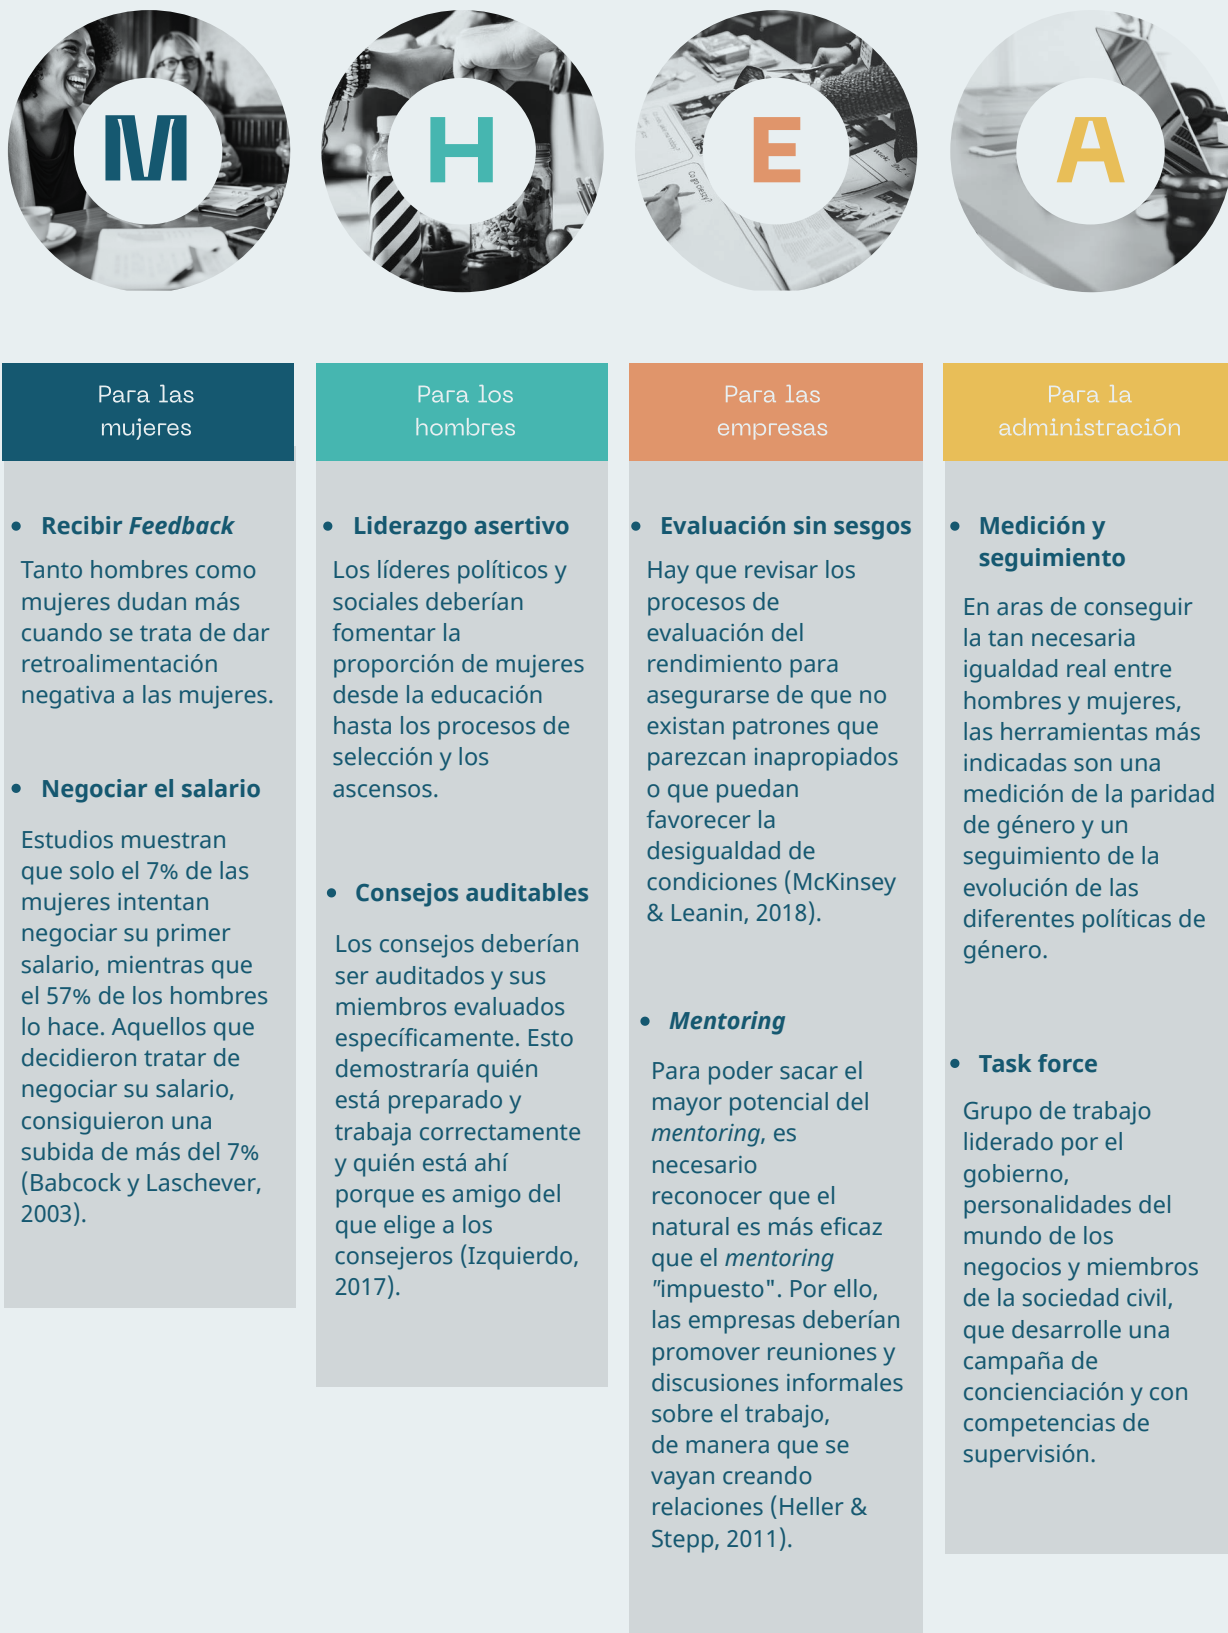 M
H
E
A
Para las
mujeres
• Recibir Feedback
Tanto hombres como
mujeres dudan más
cuando se trata de dar
retroalimentación
negativa a las mujeres.
• Negociar el salario
Estudios muestran
que solo el 7% de las
mujeres intentan
negociar su primer
salario, mientras que
el 57% de los hombres
lo hace. Aquellos que
decidieron tratar de
negociar su salario,
consiguieron una
subida de más del 7%
(Babcock y Laschever,
2003).
Para los
hombres
• Liderazgo asertivo
Los líderes políticos y
sociales deberían
fomentar la
proporción de mujeres
desde la educación
hasta los procesos de
selección y los
ascensos.
• Consejos auditables
Los consejos deberían
ser auditados y sus
miembros evaluados
específicamente. Esto
demostraría quién
está preparado y
trabaja correctamente
y quién está ahí
porque es amigo del
que elige a los
consejeros (Izquierdo,
2017).
Para las
empresas
• Evaluación sin sesgos
Hay que revisar los
procesos de
evaluación del
rendimiento para
asegurarse de que no
existan patrones que
parezcan inapropiados
o que puedan
favorecer la
desigualdad de
condiciones (McKinsey
& Leanin, 2018).
• Mentoring
Para poder sacar el
mayor potencial del
mentoring, es
necesario
reconocer que el
natural es más eficaz
que el mentoring
"impuesto". Por ello,
las empresas deberían
promover reuniones y
discusiones informales
sobre el trabajo,
de manera que se
vayan creando
relaciones (Heller &
Stepp, 2011).
Para la
administración
• Medición y
seguimiento
En aras de conseguir
la tan necesaria
igualdad real entre
hombres y mujeres,
las herramientas más
indicadas son una
medición de la paridad
de género y un
seguimiento de la
evolución de las
diferentes políticas de
género.
• Task force
Grupo de trabajo
liderado por el
gobierno,
personalidades del
mundo de los
negocios y miembros
de la sociedad civil,
que desarrolle una
campaña de
concienciación y con
competencias de
supervisión.